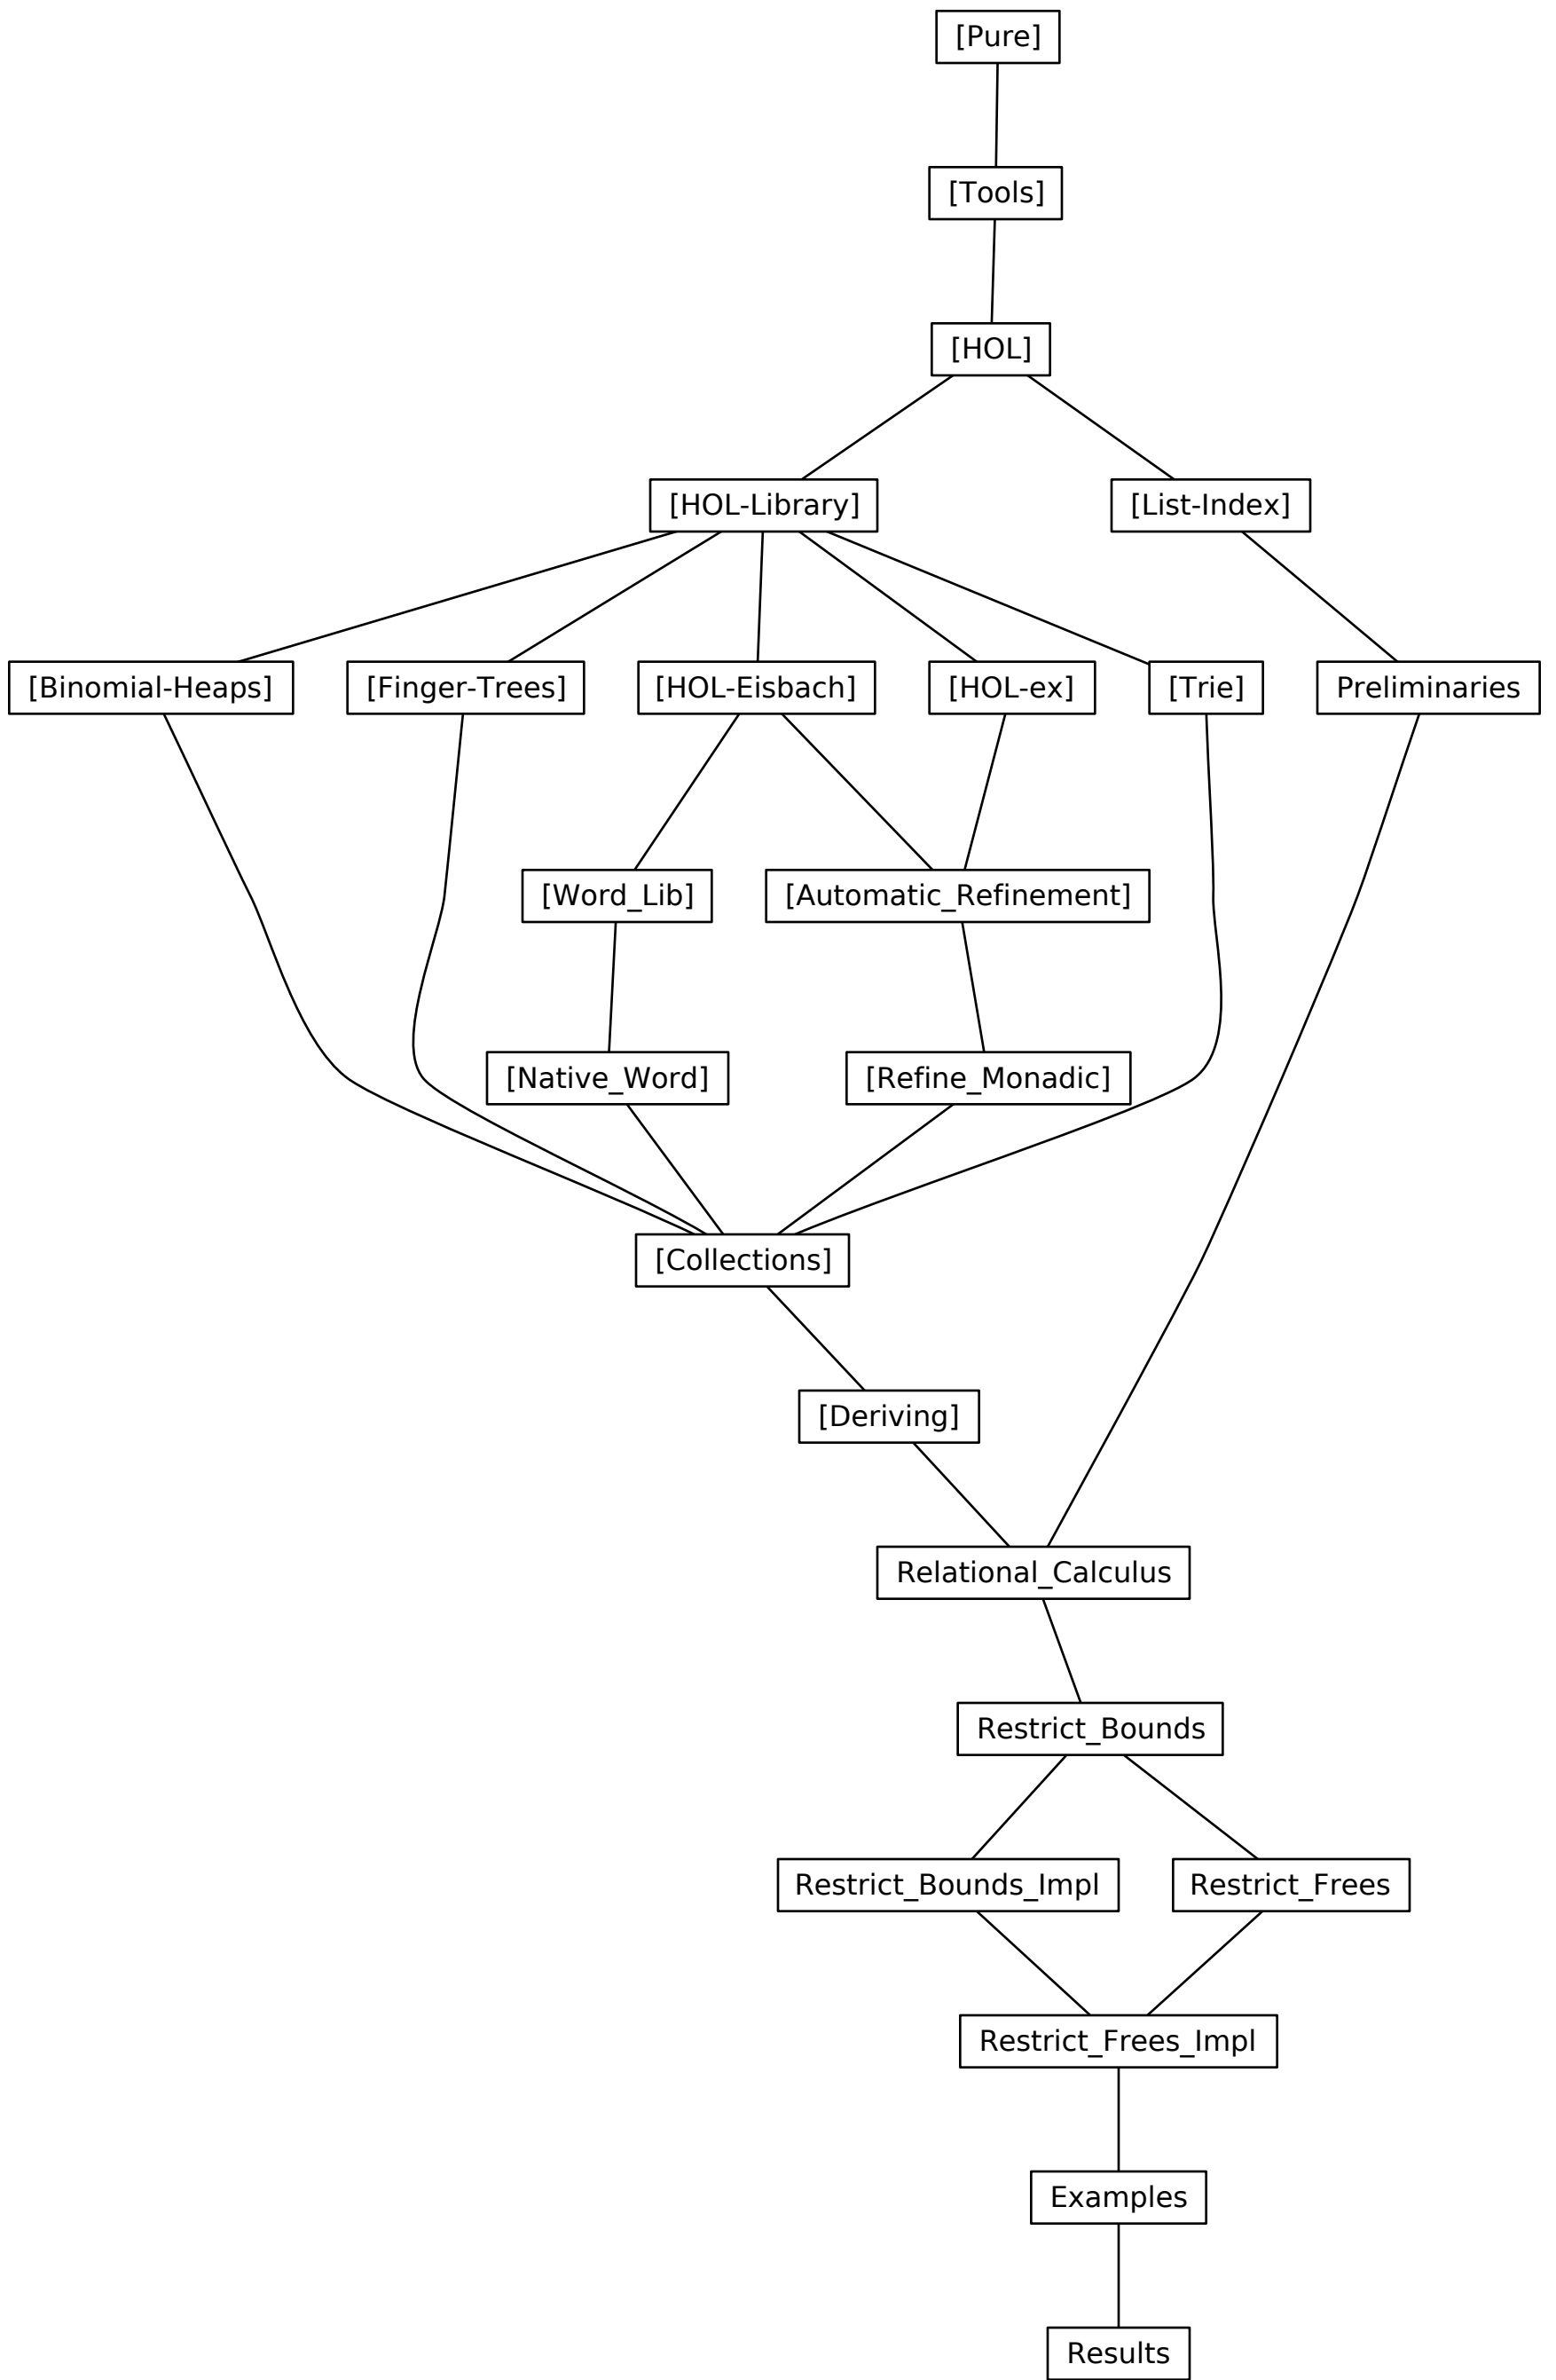 [Pure]
[Tools]
[HOL]
[HOL-Library]
[List-Index]
[Binomial-Heaps]
[Finger-Trees]
[HOL-Eisbach]
[HOL-ex]
[Trie]
Preliminaries
[Word_Lib]
[Automatic_Refinement]
[Native_Word]
[Refine_Monadic]
[Collections]
[Deriving]
Relational_Calculus
Restrict_Bounds
Restrict_Bounds_Impl
Restrict_Frees
Restrict_Frees_Impl
Examples
Results